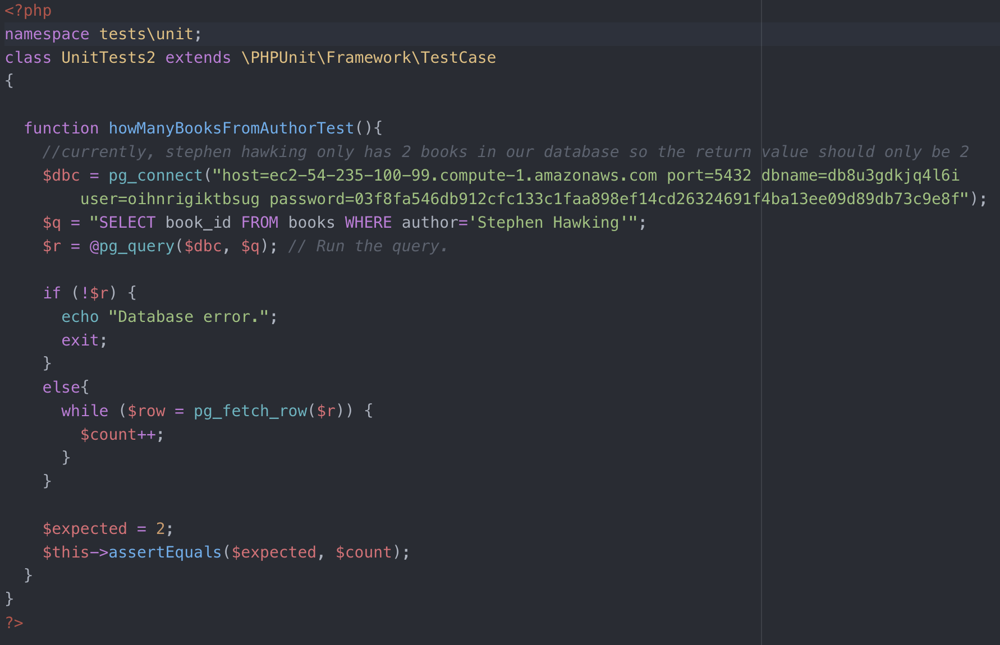 <?php
namespace tests\unit;
class UnitTests2 extends \PHPUnit\Framework\TestCase
{
function howManyBooksFromAuthorTest(){
//currently, stephen hawking only has 2 books in our database so the return value should only be 2
$dbc = pg_connect("host=ec2-54-235-100-99.compute-1.amazonaws.com port=5432 dbname=db8u3gdkjq4l6i
user=oihnrigiktbsug password=03f8fa546db912cfc133c1faa898ef14cd26324691f4ba13ee09d89db73c9e8f");
$q = "SELECT book_id FROM books WHERE author='Stephen Hawking'";
$r = @pg_query($dbc, $q); // Run the query.
if (!$r) {
echo "Database error.";
exit;
}
else{
while ($row = pg_fetch_row($r)) {
$count++;
}
}
$expected = 2;
$this->assertEquals($expected, $count);
}
}
?>